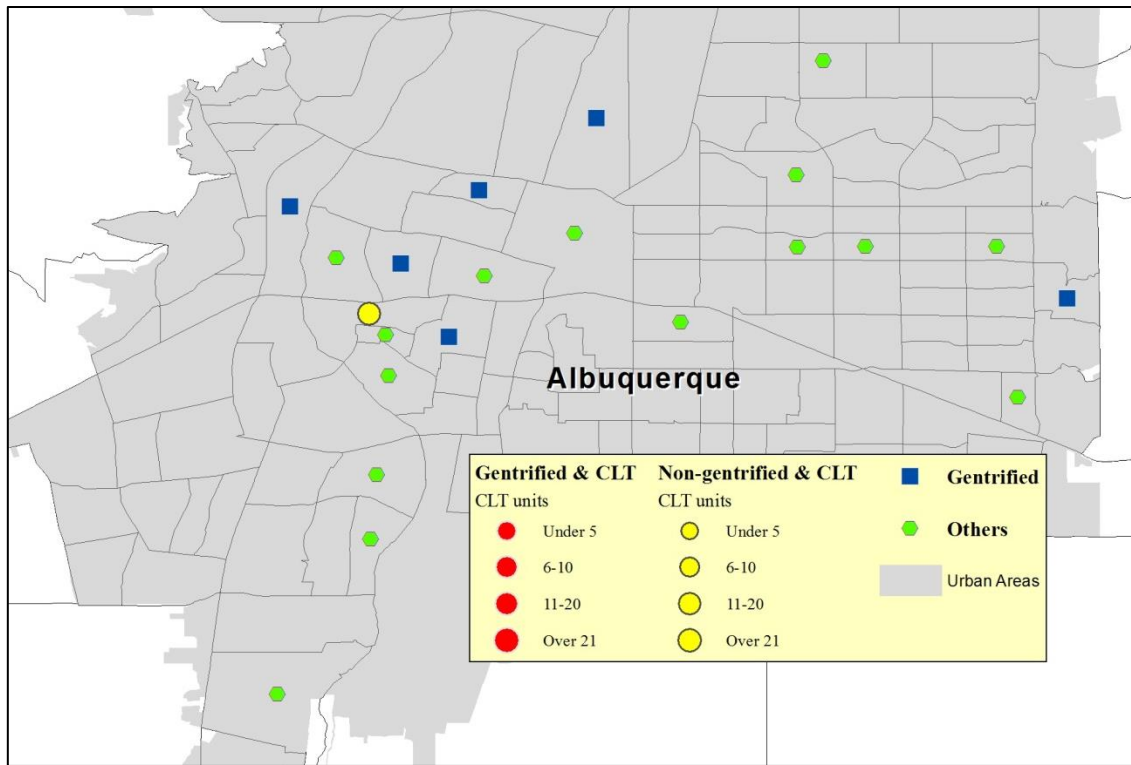 Albuquerque
Gentrified & CLT
CLT units
Under 5
6-10
11-20
Over 21
Non-gentrified & CLT
CLT units
Under 5
6-10
11-20
Over 21
Gentrified
Others
Urban Areas